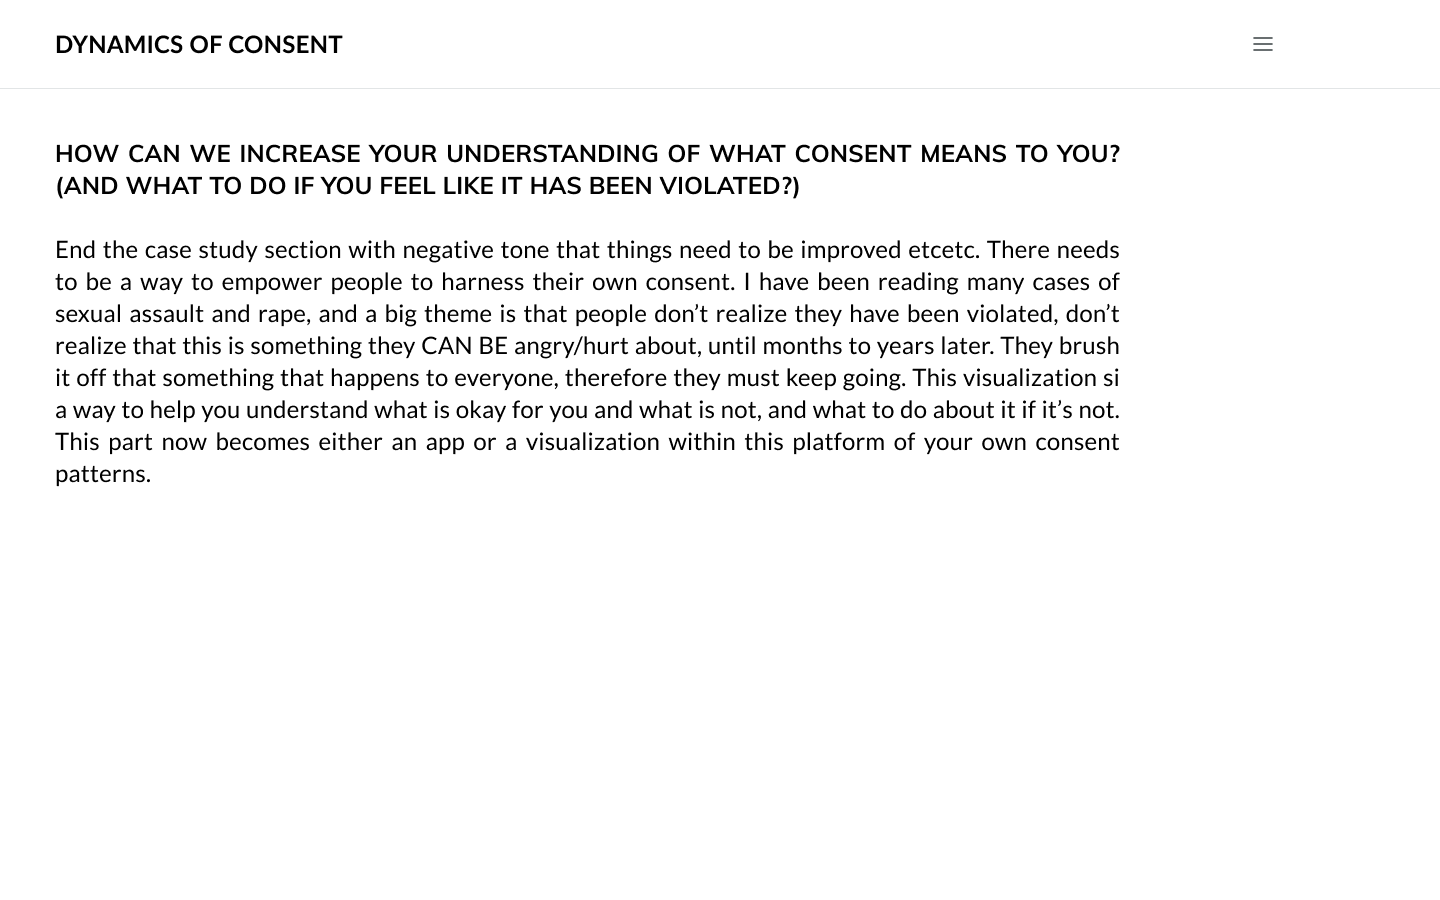 DYNAMICS OF CONSENT
HOW CAN WE INCREASE YOUR UNDERSTANDING OF WHAT CONSENT MEANS TO YOU?
(AND WHAT TO DO IF YOU FEEL LIKE IT HAS BEEN VIOLATED?)
End the case study section with negative tone that things need to be improved etcetc. There needs
to be a way to empower people to harness their own consent. I have been reading many cases of
sexual assault and rape, and a big theme is that people don’t realize they have been violated, don’t
realize that this is something they CAN BE angry/hurt about, until months to years later. They brush
it off that something that happens to everyone, therefore they must keep going. This visualization si
a way to help you understand what is okay for you and what is not, and what to do about it if it’s not.
This part now becomes either an app or a visualization within this platform of your own consent
patterns.